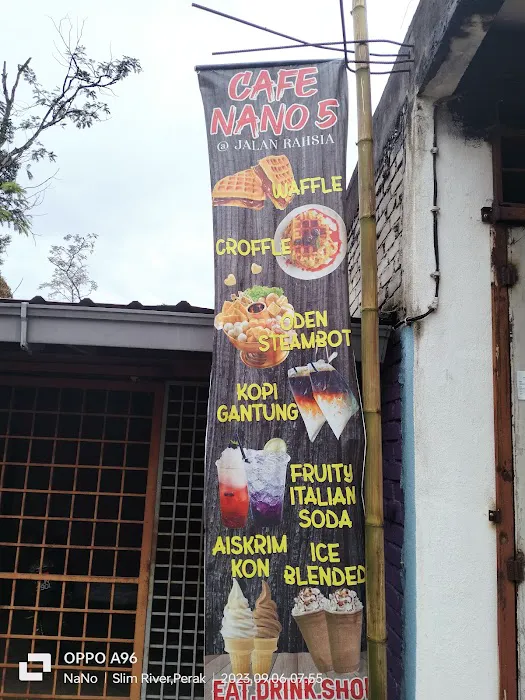 CAFE
NANO 5
@ JALAN RAHSIA
WAFFLE
CROFFLE
ODEN
STEAMBOT
KOPI
GANTUNG
FRUITY
ITALIAN
SODA
AISKRIM
KON
ICE
BLENDED
EAT.DRINK.SHO
OPPO A96
NaNo | Slim River,Perak | 2023.09.06 07:55